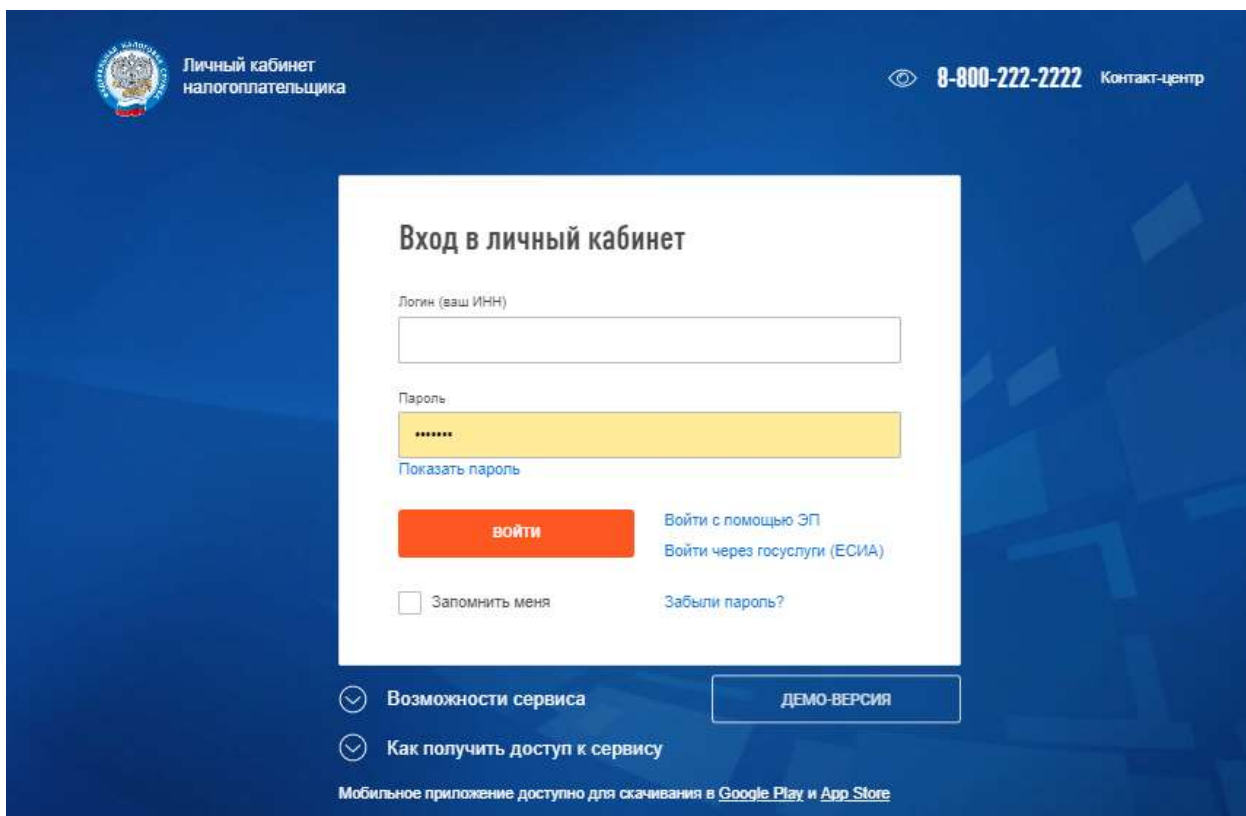 Личный кабинет
налогоплательщика
8-800-222-2222 Контакт-центр
Вход в личный кабинет
Логин (ваш ИНН)
Пароль
•••••••
Показать пароль
ВОЙТИ
Войти с помощью ЭП
Войти через госуслуги (ЕСИА)
Запомнить меня
Забыли пароль?
Возможности сервиса
ДЕМО-ВЕРСИЯ
Как получить доступ к сервису
Мобильное приложение доступно для скачивания в Google Play и App Store